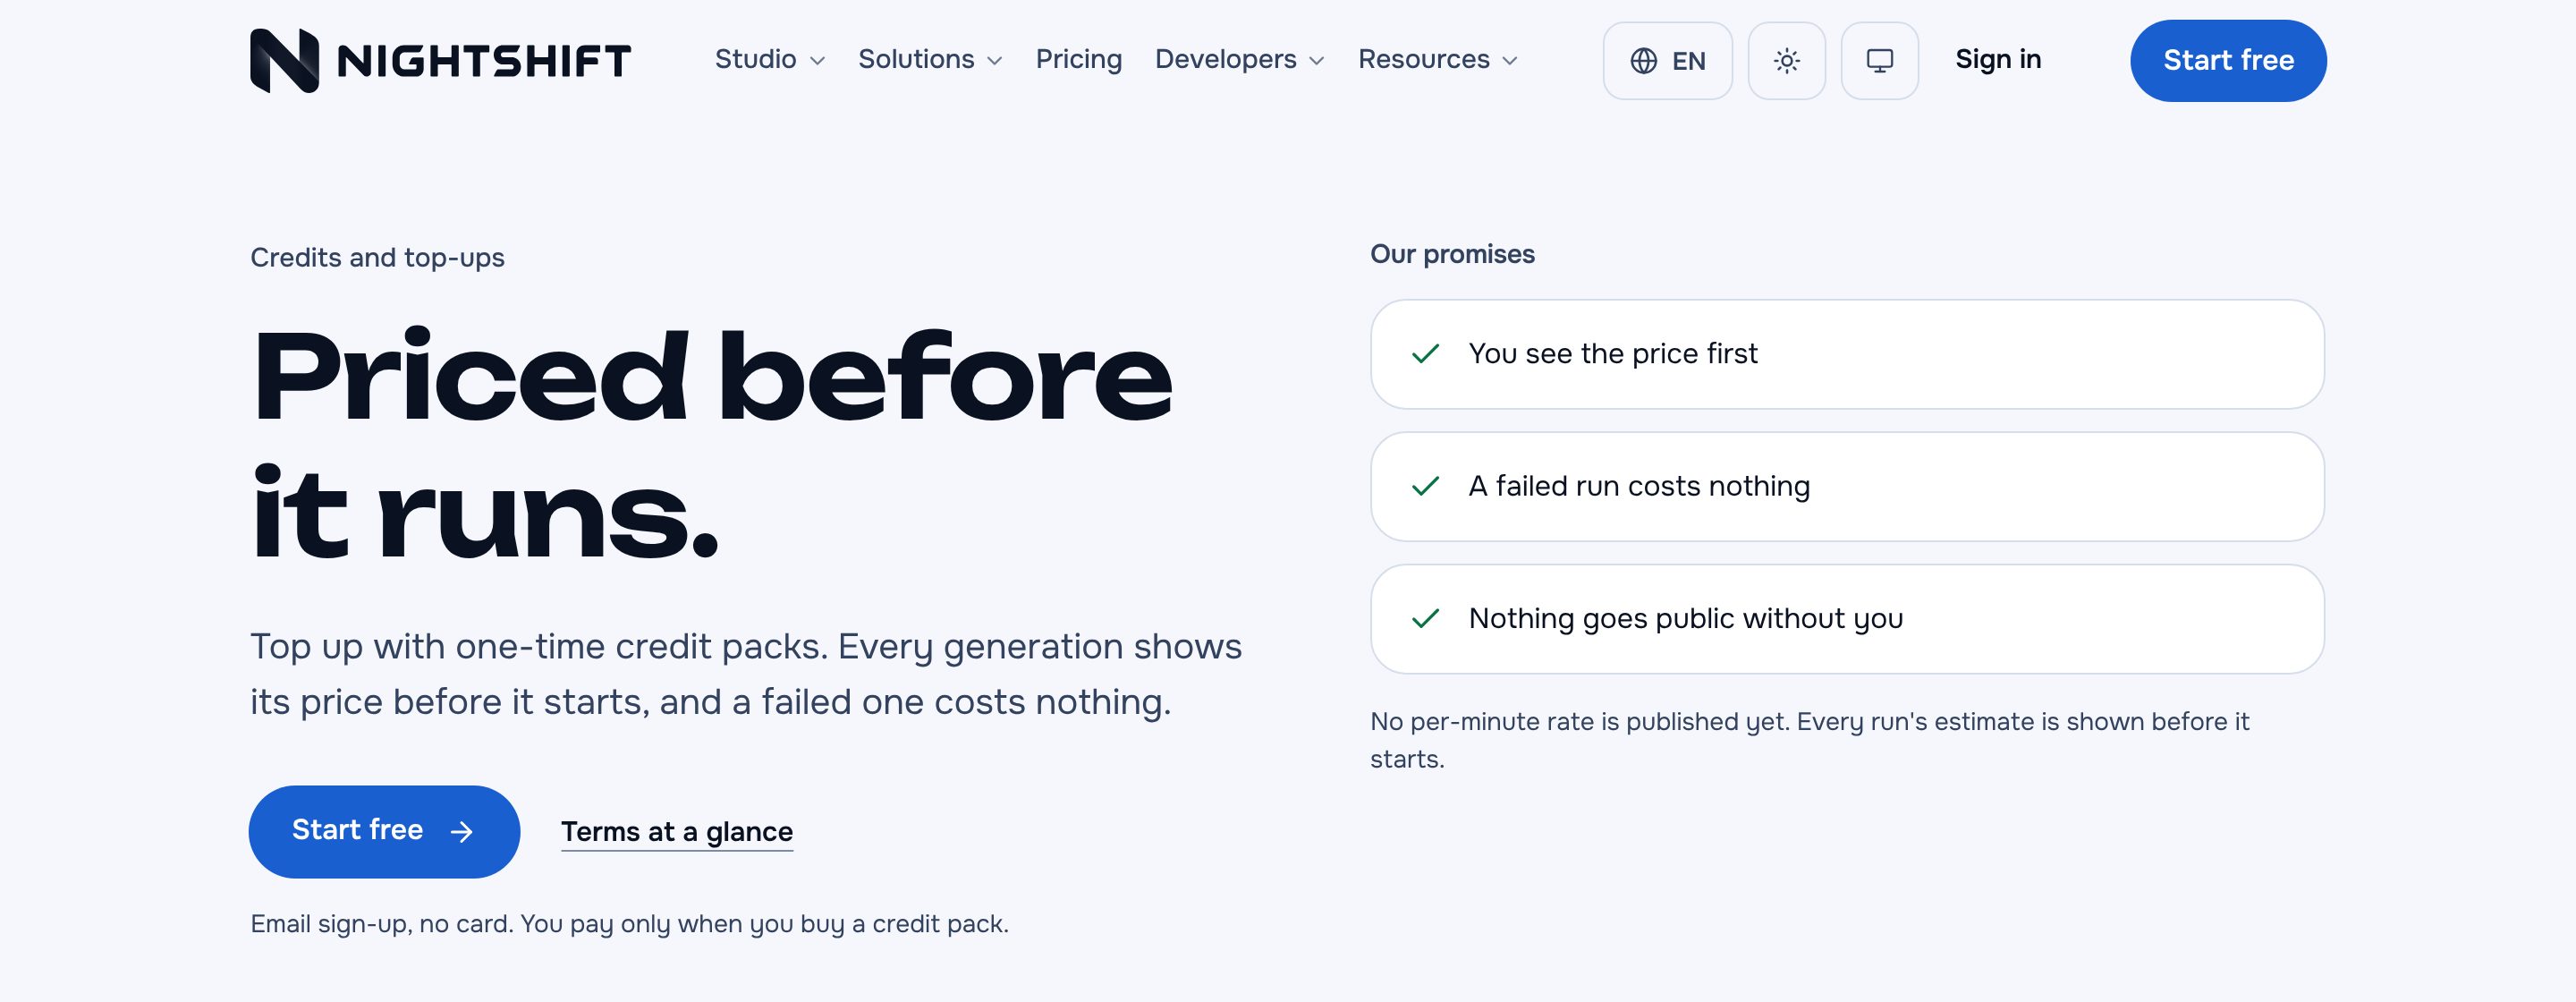 NIGHTSHIFT
Studio
Solutions
Pricing
Developers
Resources
EN
Sign in
Start free
Credits and top-ups
Priced before
it runs.
Top up with one-time credit packs. Every generation shows
its price before it starts, and a failed one costs nothing.
Start free
Terms at a glance
Email sign-up, no card. You pay only when you buy a credit pack.
Our promises
You see the price first
A failed run costs nothing
Nothing goes public without you
No per-minute rate is published yet. Every run's estimate is shown before it
starts.